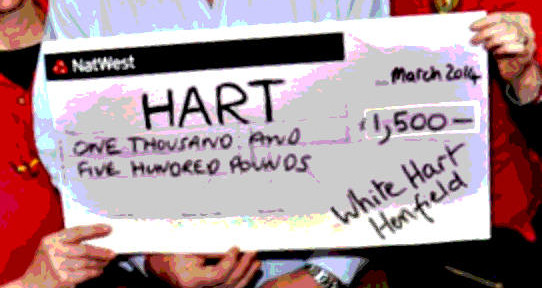 NatWest
March 2014
HART
ONE THOUSAND AND
£1,500—
FIVE HUNDRED POUNDS
White Hart
Henfield